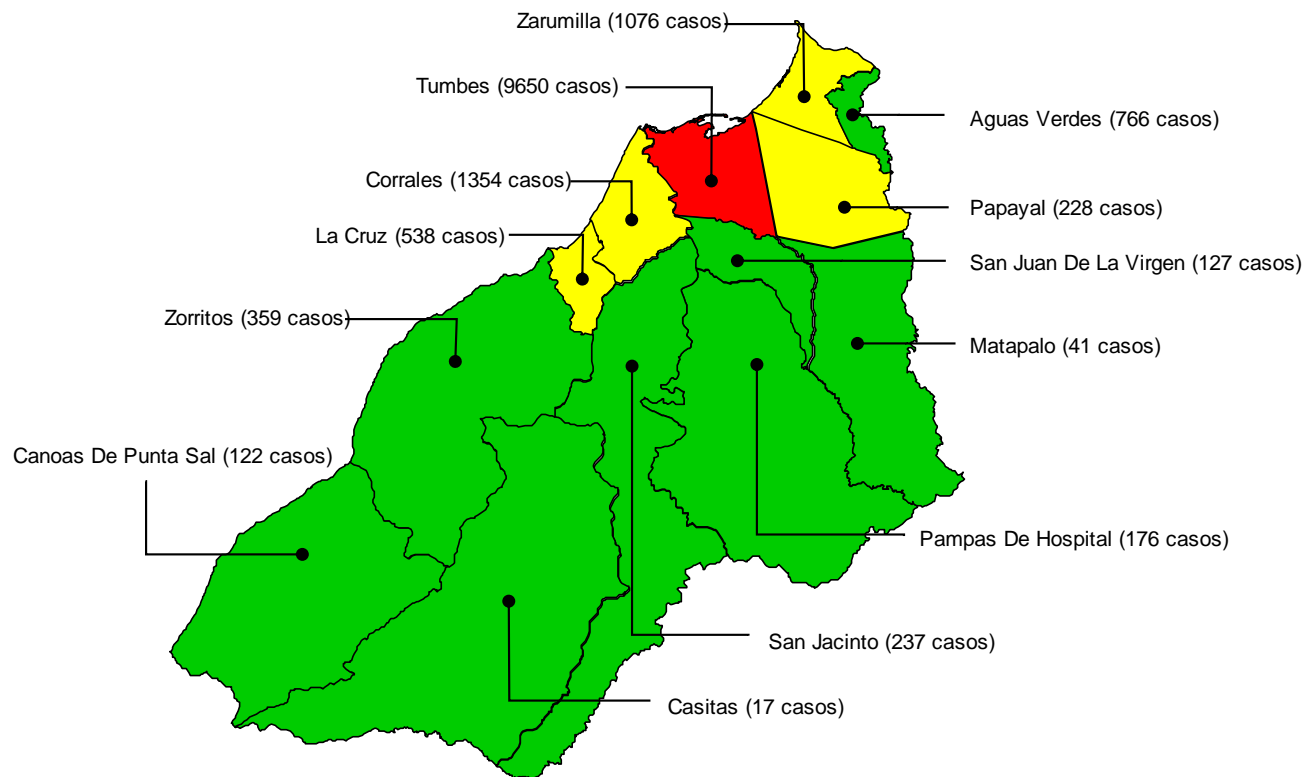 Zarumilla (1076 casos)
Tumbes (9650 casos)
Aguas Verdes (766 casos)
Corrales (1354 casos)
Papayal (228 casos)
La Cruz (538 casos)
San Juan De La Virgen (127 casos)
Zorritos (359 casos)
Matapalo (41 casos)
Canoas De Punta Sal (122 casos)
Pampas De Hospital (176 casos)
San Jacinto (237 casos)
Casitas (17 casos)